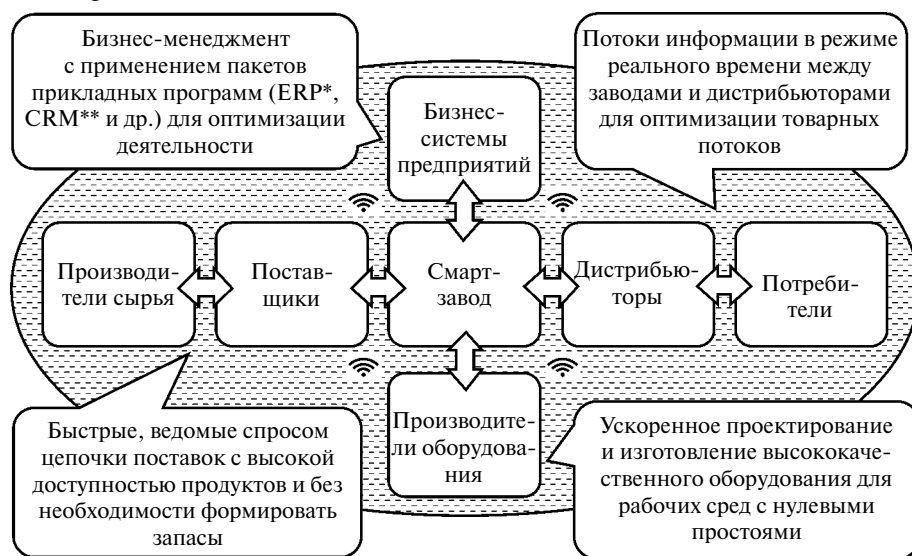 Бизнес-менеджмент
с применением пакетов
прикладных программ (ERP*,
CRM** и др.) для оптимизации
деятельности
Потоки информации в режиме
реального времени между
заводами и дистрибьюторами
для оптимизации товарных
потоков
Бизнес-
системы
предприятий
Производи-
тели сырья
Постав-
щики
Смарт-
завод
Дистрибью-
торы
Потреби-
тели
Производите-
ли оборудова-
ния
Быстрые, ведомые спросом
цепочки поставок с высокой
доступностью продуктов и без
необходимости формировать
запасы
Ускоренное проектирование
и изготовление высококаче-
ственного оборудования для
рабочих сред с нулевыми
простоями